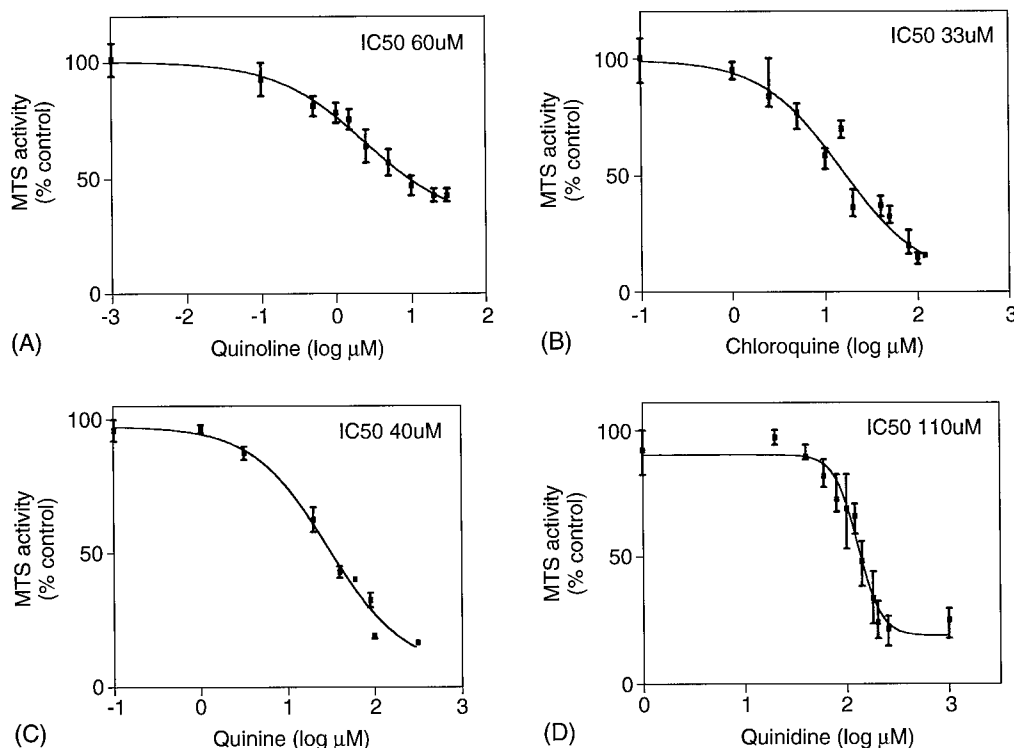 IC50 60uM
100
50
0
MTS activity
(% control)
-3
-1
0
1
2
Quinoline (log µM)
(A)
IC50 33uM
100
50
0
MTS activity
(% control)
-1
0
1
2
3
Chloroquine (log µM)
(B)
IC50 40uM
100
50
0
MTS activity
(% control)
-1
0
1
2
3
Quinine (log µM)
(C)
IC50 110uM
100
50
0
MTS activity
(% control)
0
1
2
3
Quinidine (log µM)
(D)